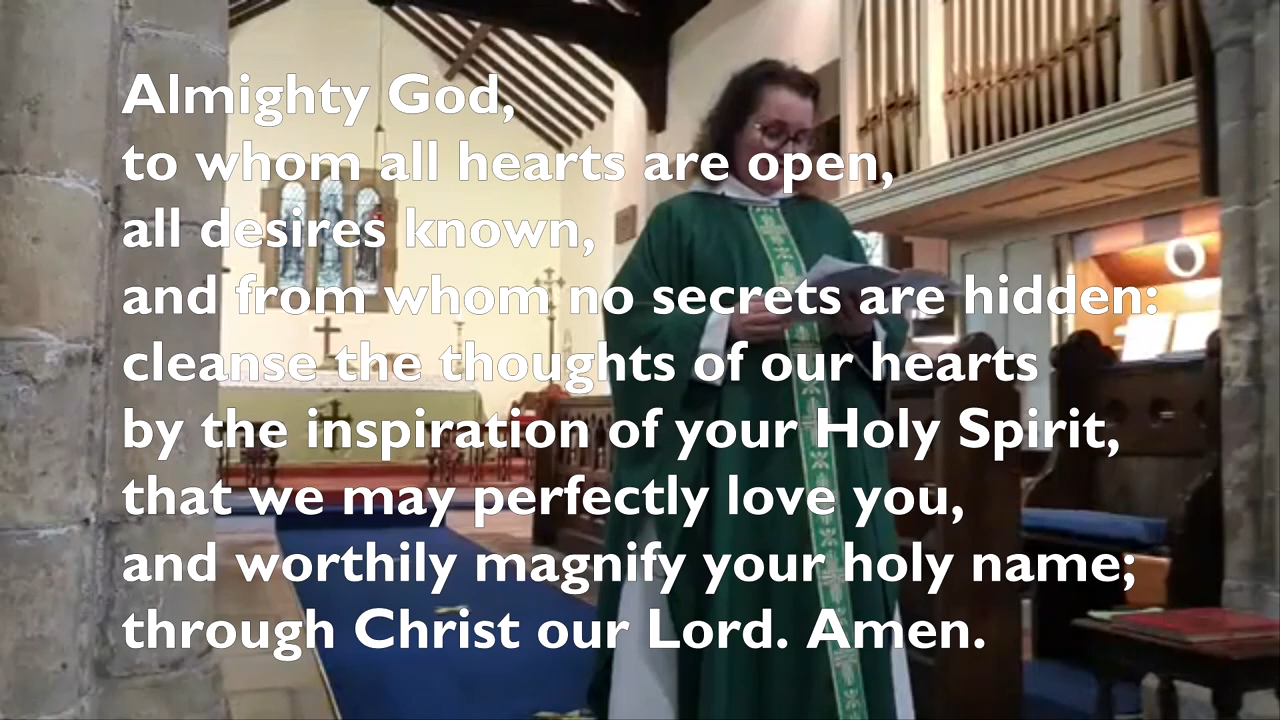 Almighty God,
to whom all hearts are open,
all desires known,
and from whom no secrets are hidden:
cleanse the thoughts of our hearts
by the inspiration of your Holy Spirit,
that we may perfectly love you,
and worthily magnify your holy name;
through Christ our Lord. Amen.